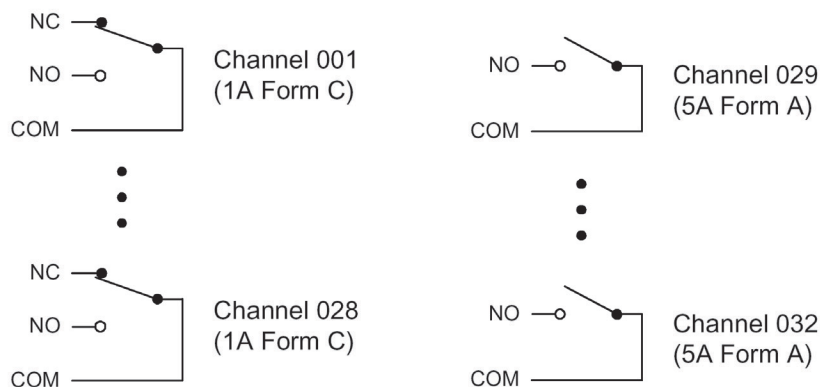 NC
NO
COM
Channel 001
(1A Form C)
NO
COM
Channel 029
(5A Form A)
NC
NO
COM
Channel 028
(1A Form C)
NO
COM
Channel 032
(5A Form A)